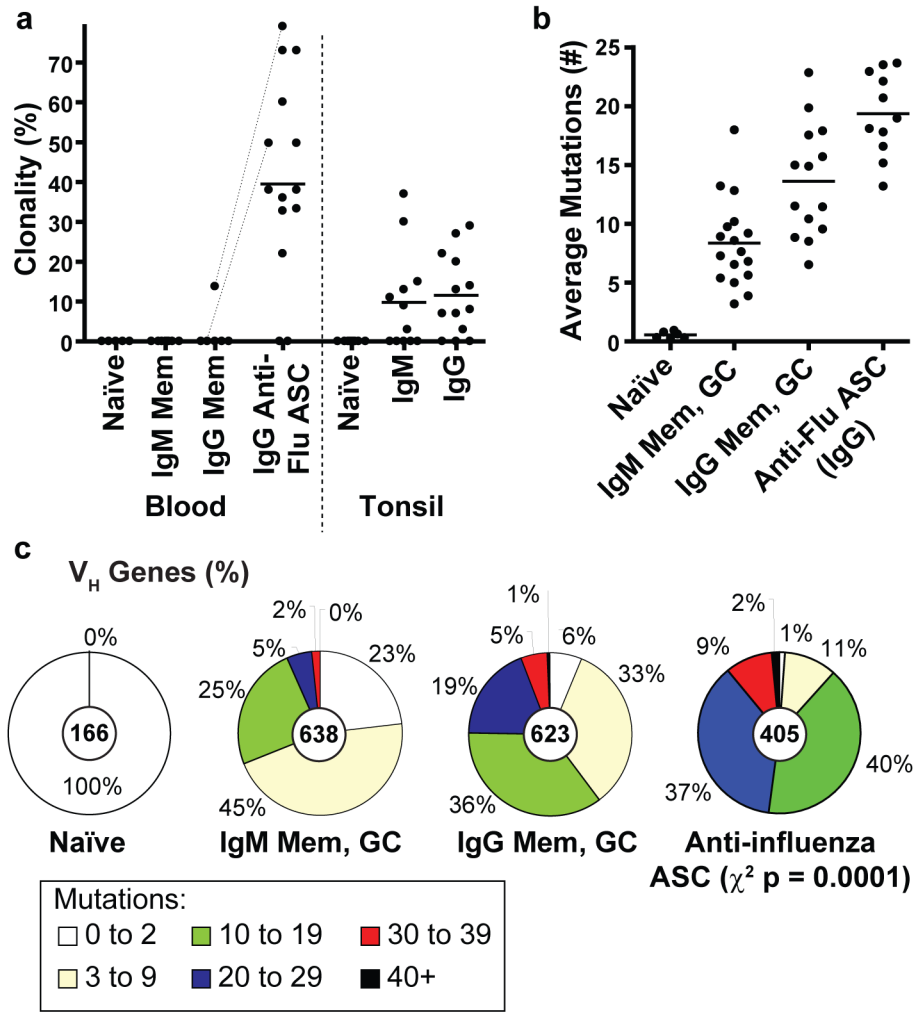 a
Clonality (%)
70
60
50
40
30
20
10
0
Naïve
IgM Mem
IgG Mem
IgG Anti-
Flu ASC
Naïve
IgM
IgG
Blood
Tonsil
b
Average Mutations (#)
25
20
15
10
5
0
Naïve
IgM Mem, GC
IgG Mem, GC
Anti-Flu ASC
(IgG)
c
V_H Genes (%)
0%
166
100%
Naïve
2%
0%
5%
23%
25%
638
45%
IgM Mem, GC
1%
5%
6%
19%
33%
623
36%
IgG Mem, GC
2%
1%
9%
11%
405
37%
40%
Anti-influenza
ASC (χ² p = 0.0001)
Mutations:
0 to 2
10 to 19
30 to 39
3 to 9
20 to 29
40+